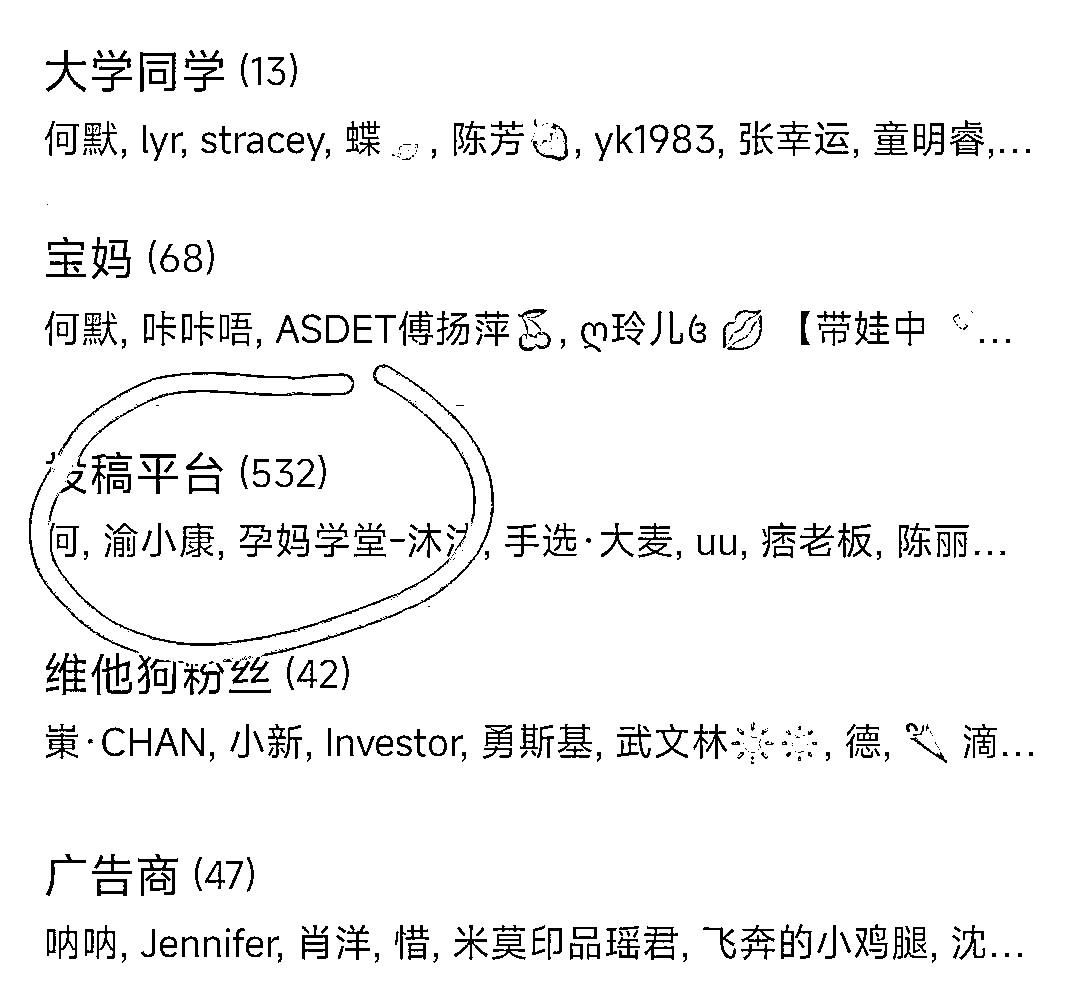 大学同学 (13)
何默, lyr, stracey, 蝶 , 陈芳 , yk1983, 张幸运, 童明睿,...
宝妈 (68)
何默, 咔咔唔, ASDET傅扬萍🍒, ღ玲儿ઉ 💋 【带娃中 ...
投稿平台 (532)
何, 渝小康, 孕妈学堂-沐 , 手选·大麦, uu, 痞老板, 陈丽...
维他狗粉丝 (42)
·CHAN, 小新, Investor, 勇斯基, 武文林☀☀, 德, 🌂 滴...
广告商 (47)
呐呐, Jennifer, 肖洋, 惜, 米莫印品瑶君, 飞奔的小鸡腿, 沈...